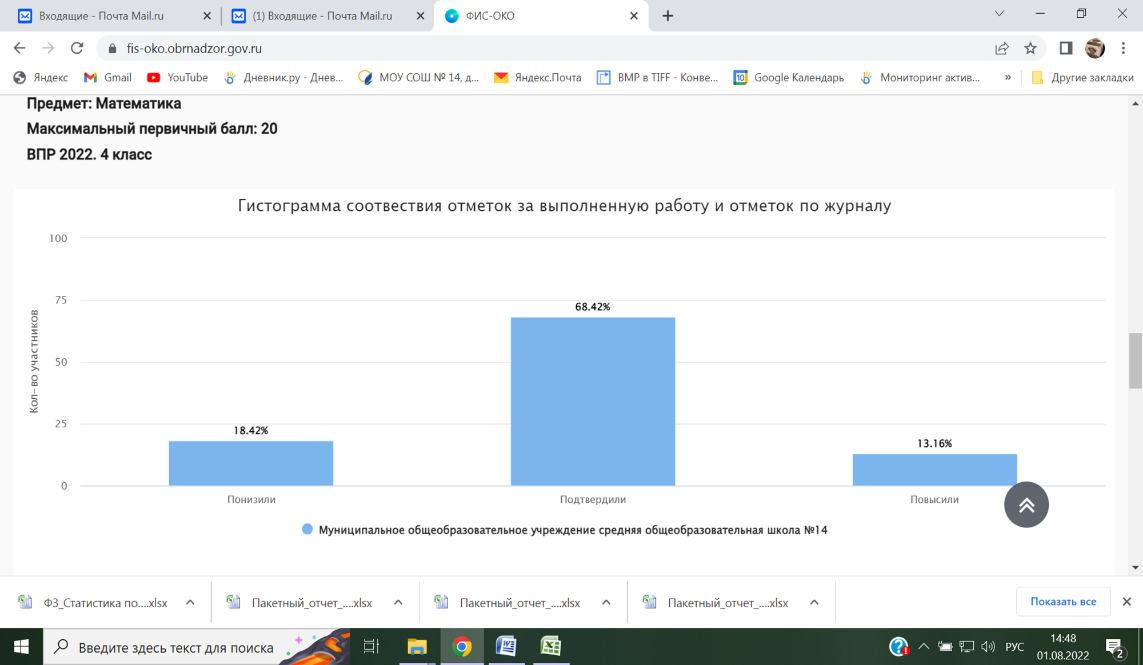 Входящие - Почта Mail.ru
(1) Входящие - Почта Mail.ru
ФИС-ОКО
fis-oko.obrnadzor.gov.ru
Яндекс
Gmail
YouTube
Дневник.ру - Днев...
МОУ СОШ № 14, д...
Яндекс.Почта
BMP в TIFF - Конве...
10
Google Календарь
Мониторинг актив...
»
Другие закладки
Предмет: Математика
Максимальный первичный балл: 20
ВПР 2022. 4 класс
Гистограмма соотвествия отметок за выполненную работу и отметок по журналу
Кол-во участников
100
75
50
25
0
18.42%
68.42%
13.16%
Понизили
Подтвердили
Повысили
Муниципальное общеобразовательное учреждение средняя общеобразовательная школа №14
ФЗ_Статистика по....xlsx
Пакетный_отчет_....xlsx
Пакетный_отчет_....xlsx
Пакетный_отчет_....xlsx
Показать все
Введите здесь текст для поиска
РУС
14:48
01.08.2022
2